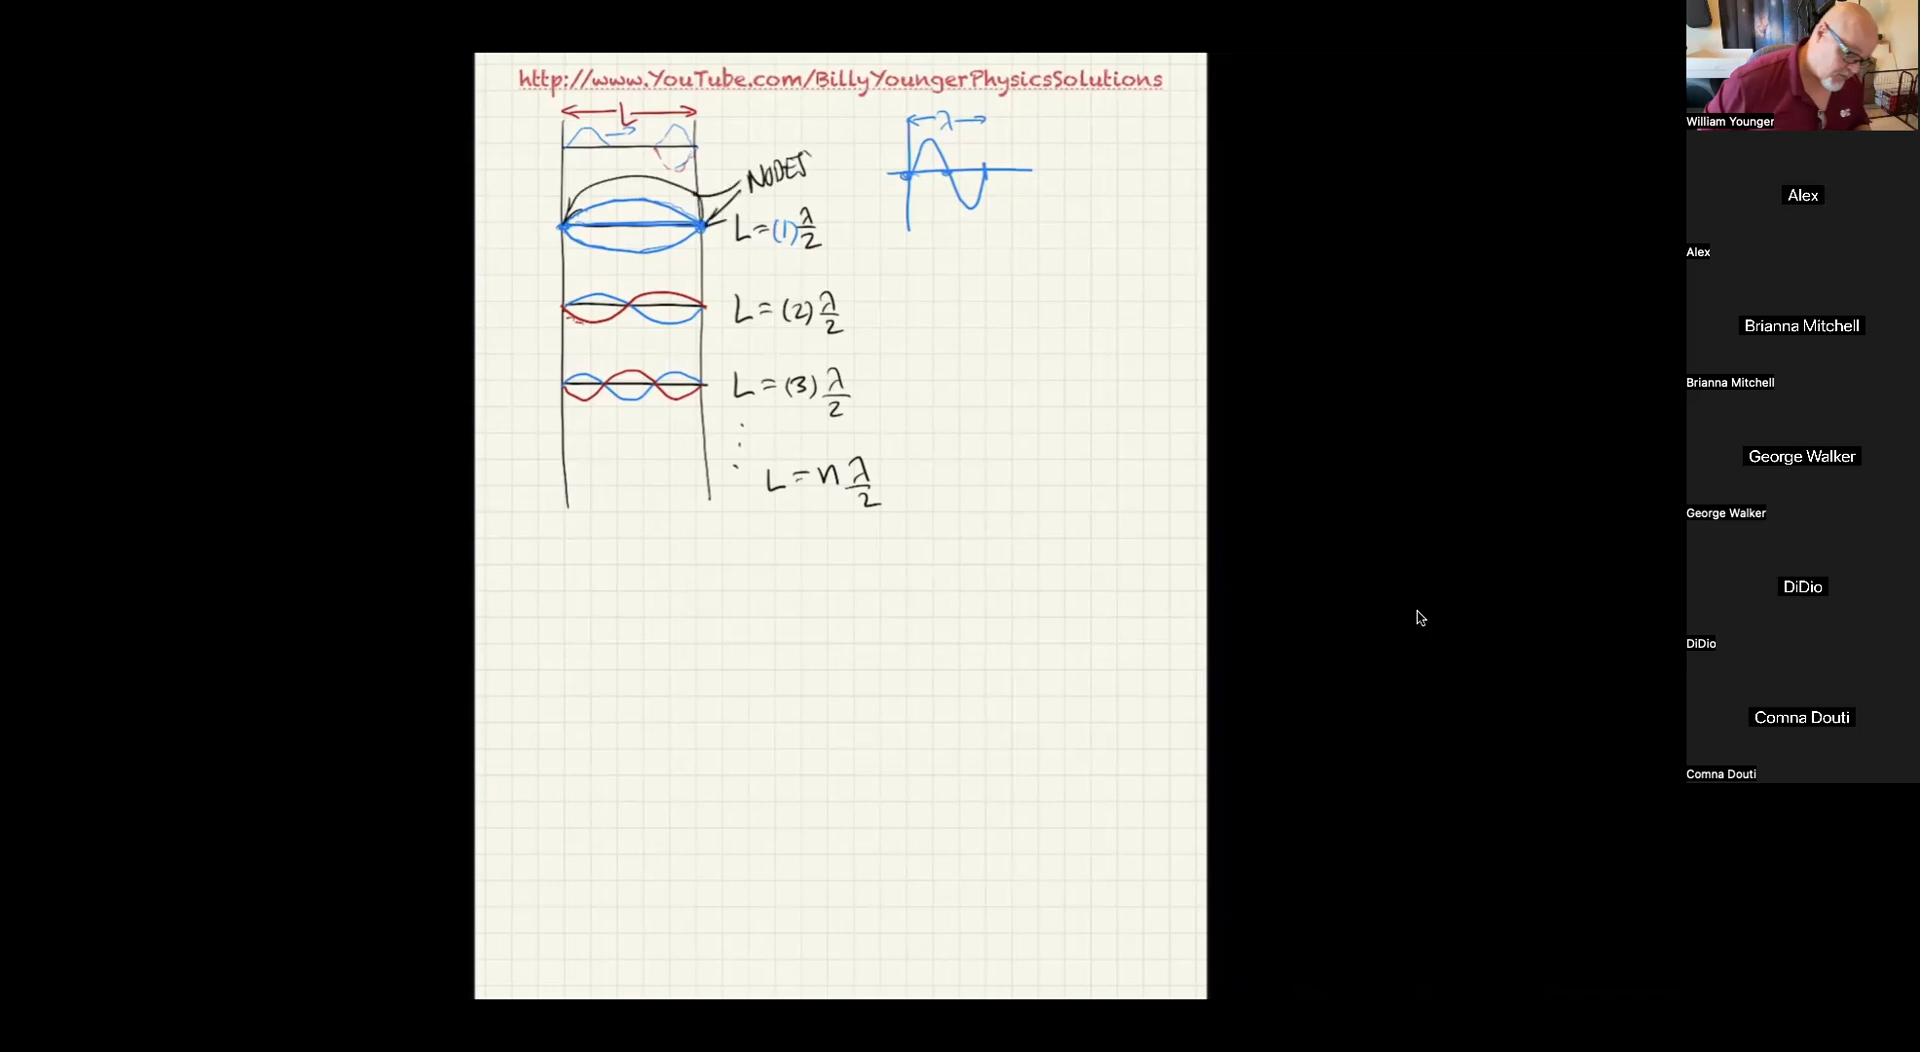 http://www.YouTube.com/BillyYoungerPhysicsSolutions
L
λ
NODES
L = (1) λ/2
L = (2) λ/2
L = (3) λ/2
⋮
L = n λ/2
William Younger
Alex
Alex
Brianna Mitchell
Brianna Mitchell
George Walker
George Walker
DiDio
DiDio
Comna Douti
Comna Douti